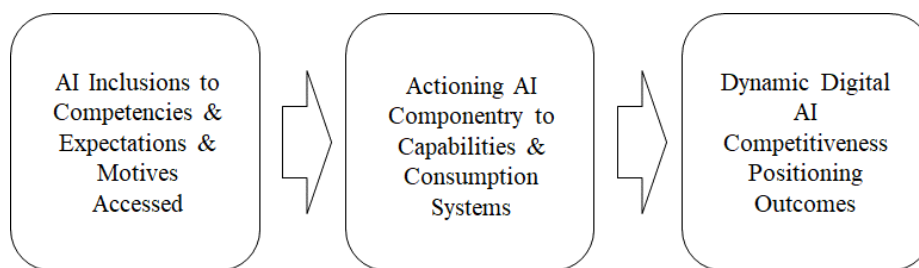 AI Inclusions to
Competencies &
Expectations &
Motives
Accessed
Actioning AI
Componentry to
Capabilities &
Consumption
Systems
Dynamic Digital
AI
Competitiveness
Positioning
Outcomes